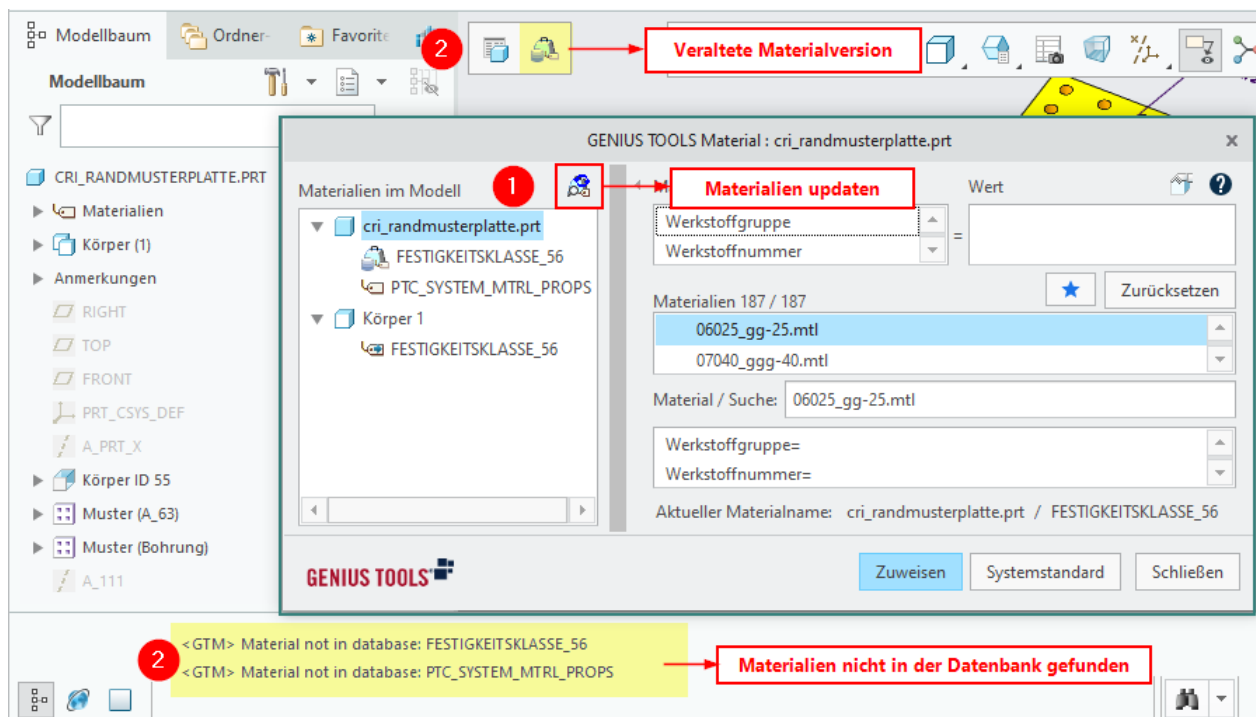 Modellbaum
Ordner-
Favorite
2
Veraltete Materialversion
Modellbaum
GENIUS TOOLS Material : cri_randmusterplatte.prt
CRI_RANDMUSTERPLATTE.PRT
Materialien
Körper (1)
Anmerkungen
RIGHT
TOP
FRONT
PRT_CSYS_DEF
A_PRT_X
Körper ID 55
Muster (A_63)
Muster (Bohrung)
A_111
Materialien im Modell
1
Materialien updaten
cri_randmusterplatte.prt
FESTIGKEITSKLASSE_56
PTC_SYSTEM_MTRL_PROPS
Körper 1
FESTIGKEITSKLASSE_56
Wert
Werkstoffgruppe
=
Werkstoffnummer
Zurücksetzen
Materialien 187 / 187
06025_gg-25.mtl
07040_ggg-40.mtl
Material / Suche: 06025_gg-25.mtl
Werkstoffgruppe=
Werkstoffnummer=
Aktueller Materialname: cri_randmusterplatte.prt / FESTIGKEITSKLASSE_56
GENIUS TOOLS
Zuweisen
Systemstandard
Schließen
2
<GTM> Material not in database: FESTIGKEITSKLASSE_56
<GTM> Material not in database: PTC_SYSTEM_MTRL_PROPS
Materialien nicht in der Datenbank gefunden